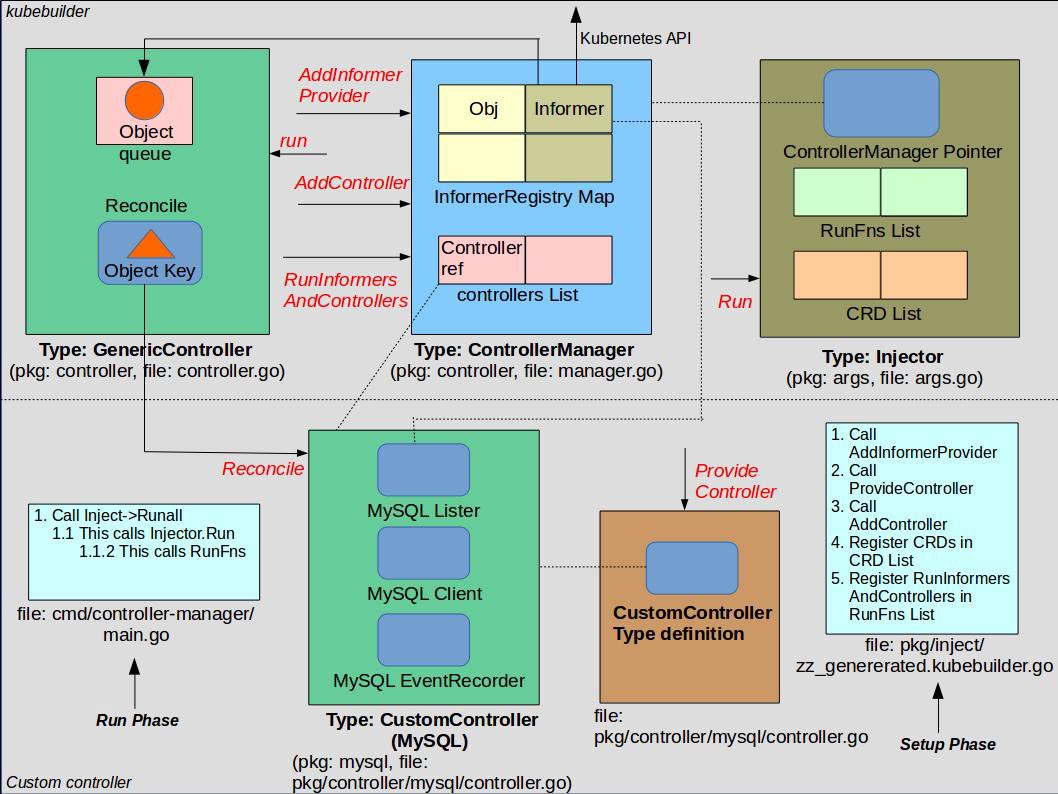 kubebuilder
Kubernetes API
Object
queue
Reconcile
Object Key
Type: GenericController
(pkg: controller, file: controller.go)
AddInformer
Provider
run
AddController
RunInformers
AndControllers
Obj
Informer
InformerRegistry Map
Controller
ref
controllers List
Type: ControllerManager
(pkg: controller, file: manager.go)
ControllerManager Pointer
RunFns List
CRD List
Run
Type: Injector
(pkg: args, file: args.go)
Reconcile
1. Call Inject->Runall
1.1 This calls Injector.Run
1.1.2 This calls RunFns
file: cmd/controller-manager/
main.go
Run Phase
MySQL Lister
MySQL Client
MySQL EventRecorder
Type: CustomController
(MySQL)
(pkg: mysql, file:
pkg/controller/mysql/controller.go)
Provide
Controller
CustomController
Type definition
file:
pkg/controller/mysql/controller.go
1. Call
AddInformerProvider
2. Call
ProvideController
3. Call
AddController
4. Register CRDs in
CRD List
5. Register RunInformers
AndConrollers in
RunFns List
file: pkg/inject/
zz_genererated.kubebuilder.go
Setup Phase
Custom controller